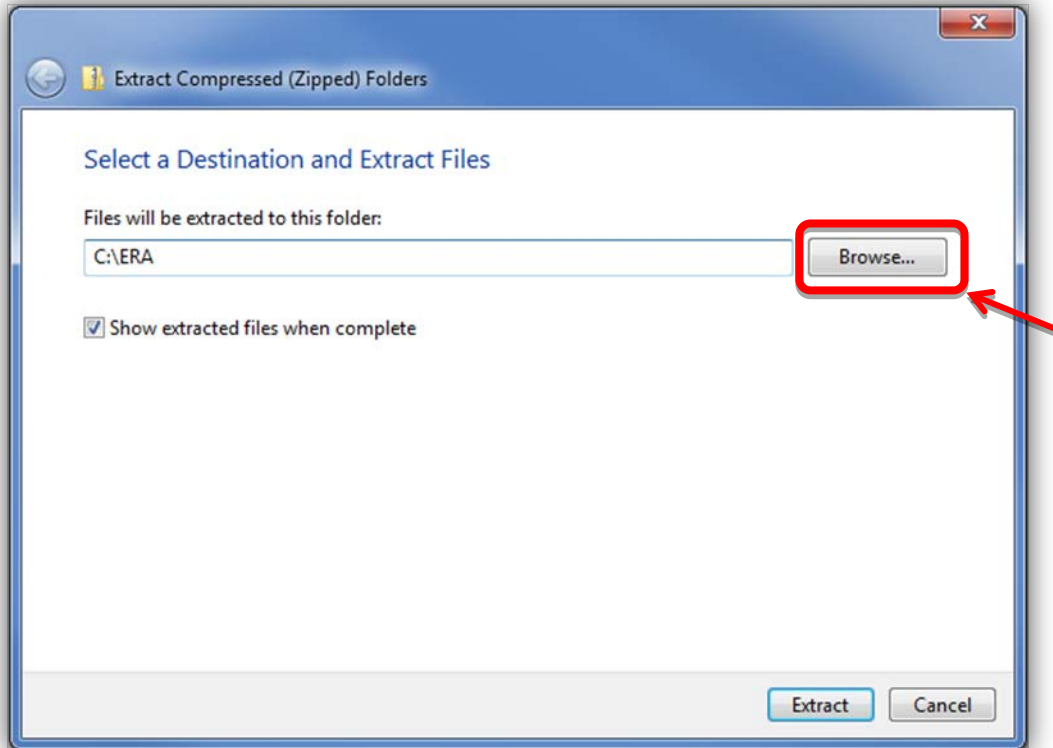 Extract Compressed (Zipped) Folders
Select a Destination and Extract Files
Files will be extracted to this folder:
C:\ERA
Browse...
Show extracted files when complete
Extract
Cancel